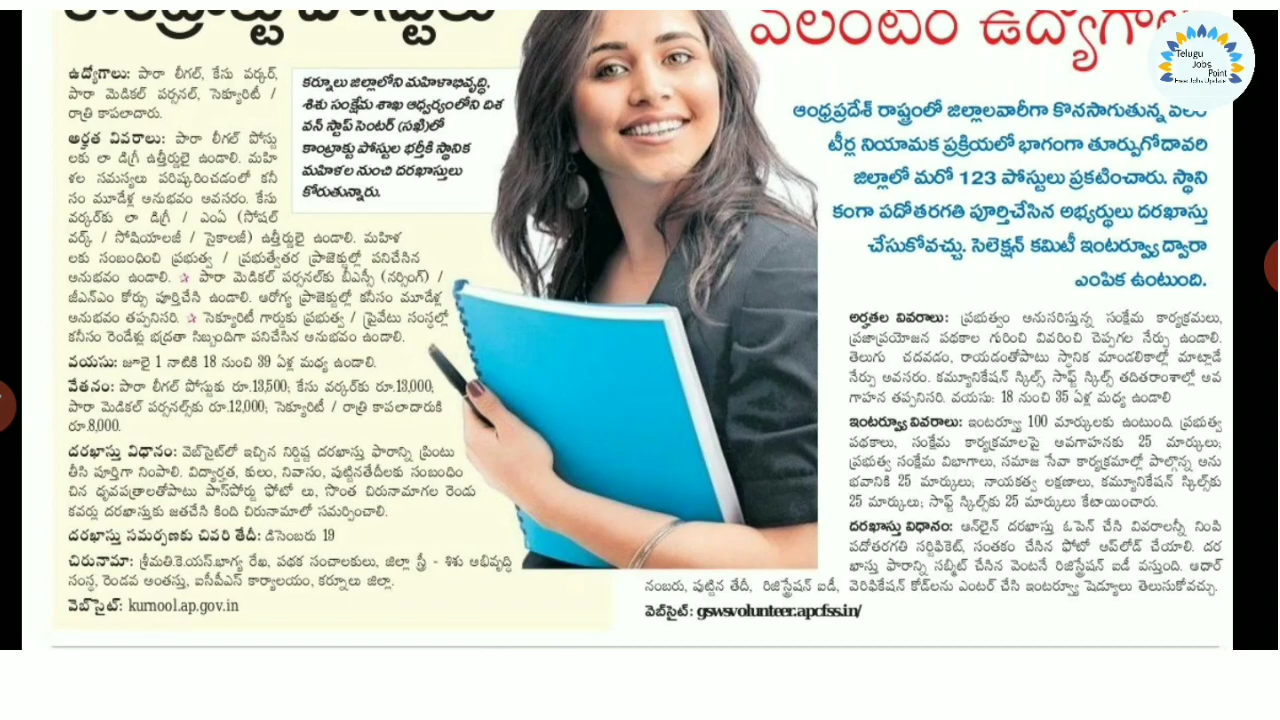 కాంట్రాక్టు పోస్టులు
ఉద్యోగాలు: పారా లీగల్, కేసు వర్కర్,
పారా మెడికల్ పర్సనల్, సెక్యూరిటీ /
రాత్రి కాపలాదారు.
అర్హత వివరాలు: పారా లీగల్ పోస్టు
లకు లా డిగ్రీ ఉత్తీర్ణులై ఉండాలి. మహి
ళల సమస్యలు పరిష్కరించడంలో కనీ
సం మూడేళ్ల అనుభవం అవసరం. కేసు
వర్కర్‌కు లా డిగ్రీ / ఎంఏ (సోషల్
వర్క్ / సోషియాలజీ / సైకాలజీ) ఉత్తీర్ణులై ఉండాలి. మహిళ
లకు సంబంధించి ప్రభుత్వ / ప్రభుత్వేతర ప్రాజెక్టుల్లో పనిచేసిన
అనుభవం ఉండాలి. ☆ పారా మెడికల్ పర్సనల్‌కు బీఎస్సీ (నర్సింగ్) /
జీఎన్ఎం కోర్సు పూర్తిచేసి ఉండాలి. ఆరోగ్య ప్రాజెక్టుల్లో కనీసం మూడేళ్ల
అనుభవం తప్పనిసరి. ☆ సెక్యూరిటీ గార్డుకు ప్రభుత్వ / ప్రైవేటు సంస్థల్లో
కనీసం రెండేళ్లు భద్రతా సిబ్బందిగా పనిచేసిన అనుభవం ఉండాలి.
వయసు: జూలై 1 నాటికి 18 నుంచి 39 ఏళ్ల మధ్య ఉండాలి.
వేతనం: పారా లీగల్ పోస్టుకు రూ.13,500; కేసు వర్కర్‌కు రూ.13,000;
పారా మెడికల్ పర్సనల్స్‌కు రూ.12,000; సెక్యూరిటీ / రాత్రి కాపలాదారుకి
రూ.8,000.
దరఖాస్తు విధానం: వెబ్‌సైట్‌లో ఇచ్చిన నిర్దిష్ట దరఖాస్తు ఫారాన్ని ప్రింటు
తీసి పూర్తిగా నింపాలి. విద్యార్హత, కులం, నివాసం, పుట్టినతేదీలకు సంబంధిం
చిన ధృవపత్రాలతోపాటు పాస్‌పోర్టు ఫోటో లు, సొంత చిరునామాగల రెండు
కవర్లు దరఖాస్తుకు జతచేసి కింది చిరునామాలో సమర్పించాలి.
దరఖాస్తు సమర్పణకు చివరి తేదీ: డిసెంబరు 19
చిరునామా: శ్రీమతి.కె.యస్.భాగ్య రేఖ, పథక సంచాలకులు, జిల్లా స్త్రీ - శిశు అభివృద్ధి
సంస్థ, రెండవ అంతస్తు, ఐసీపీఎస్ కార్యాలయం, కర్నూలు జిల్లా.
వెబ్‌సైట్: kurnool.ap.gov.in
కర్నూలు జిల్లాలోని మహిళాభివృద్ధి,
శిశు సంక్షేమ శాఖ ఆధ్వర్యంలోని దిశ
వన్ స్టాప్ సెంటర్ (సఖి)లో
కాంట్రాక్టు పోస్టుల భర్తీకి స్థానిక
మహిళల నుంచి దరఖాస్తులు
కోరుతున్నారు.
Telugu
Jobs
Point
Free Jobs Update
ఆంధ్రప్రదేశ్ రాష్ట్రంలో జిల్లాలవారీగా కొనసాగుతున్న వలం
టీర్ల నియామక ప్రక్రియలో భాగంగా తూర్పుగోదావరి
జిల్లాలో మరో 123 పోస్టులు ప్రకటించారు. స్థాని
కంగా పదోతరగతి పూర్తిచేసిన అభ్యర్థులు దరఖాస్తు
చేసుకోవచ్చు. సెలెక్షన్ కమిటీ ఇంటర్వ్యూ ద్వారా
ఎంపిక ఉంటుంది.
అర్హతల వివరాలు: ప్రభుత్వం అనుసరిస్తున్న సంక్షేమ కార్యక్రమలు,
ప్రజాప్రయోజన పథకాల గురించి వివరించి చెప్పగల నేర్పు ఉండాలి.
తెలుగు చదవడం, రాయడంతోపాటు స్థానిక మాండలికాల్లో మాట్లాడే
నేర్పు అవసరం. కమ్యూనికేషన్ స్కిల్స్, సాఫ్ట్ స్కిల్స్ తదితరాంశాల్లో అవ
గాహన తప్పనిసరి. వయసు: 18 నుంచి 35 ఏళ్ల మధ్య ఉండాలి
ఇంటర్వ్యూ వివరాలు: ఇంటర్వ్యూ 100 మార్కులకు ఉంటుంది. ప్రభుత్వ
పథకాలు, సంక్షేమ కార్యక్రమాలపై అవగాహనకు 25 మార్కులు;
ప్రభుత్వ సంక్షేమ విభాగాలు, సమాజ సేవా కార్యక్రమాల్లో పాల్గొన్న అను
భవానికి 25 మార్కులు; నాయకత్వ లక్షణాలు, కమ్యూనికేషన్ స్కిల్స్‌కు
25 మార్కులు; సాఫ్ట్ స్కిల్స్‌కు 25 మార్కులు కేటాయించారు.
దరఖాస్తు విధానం: ఆన్‌లైన్ దరఖాస్తు ఓపెన్ చేసి వివరాలన్నీ నింపి
పదోతరగతి సర్టిఫికెట్, సంతకం చేసిన ఫోటో అప్‌లోడ్ చేయాలి. దర
ఖాస్తు ఫారాన్ని సబ్మిట్ చేసిన వెంటనే రిజిస్ట్రేషన్ ఐడీ వస్తుంది. ఆధార్
నంబరు, పుట్టిన తేదీ, రిజిస్ట్రేషన్ ఐడీ, వెరిఫికేషన్ కోడ్‌లను ఎంటర్ చేసి ఇంటర్వ్యూ షెడ్యూలు తెలుసుకోవచ్చు.
వెబ్‌సైట్: gswsvolunteer.apcfss.in/